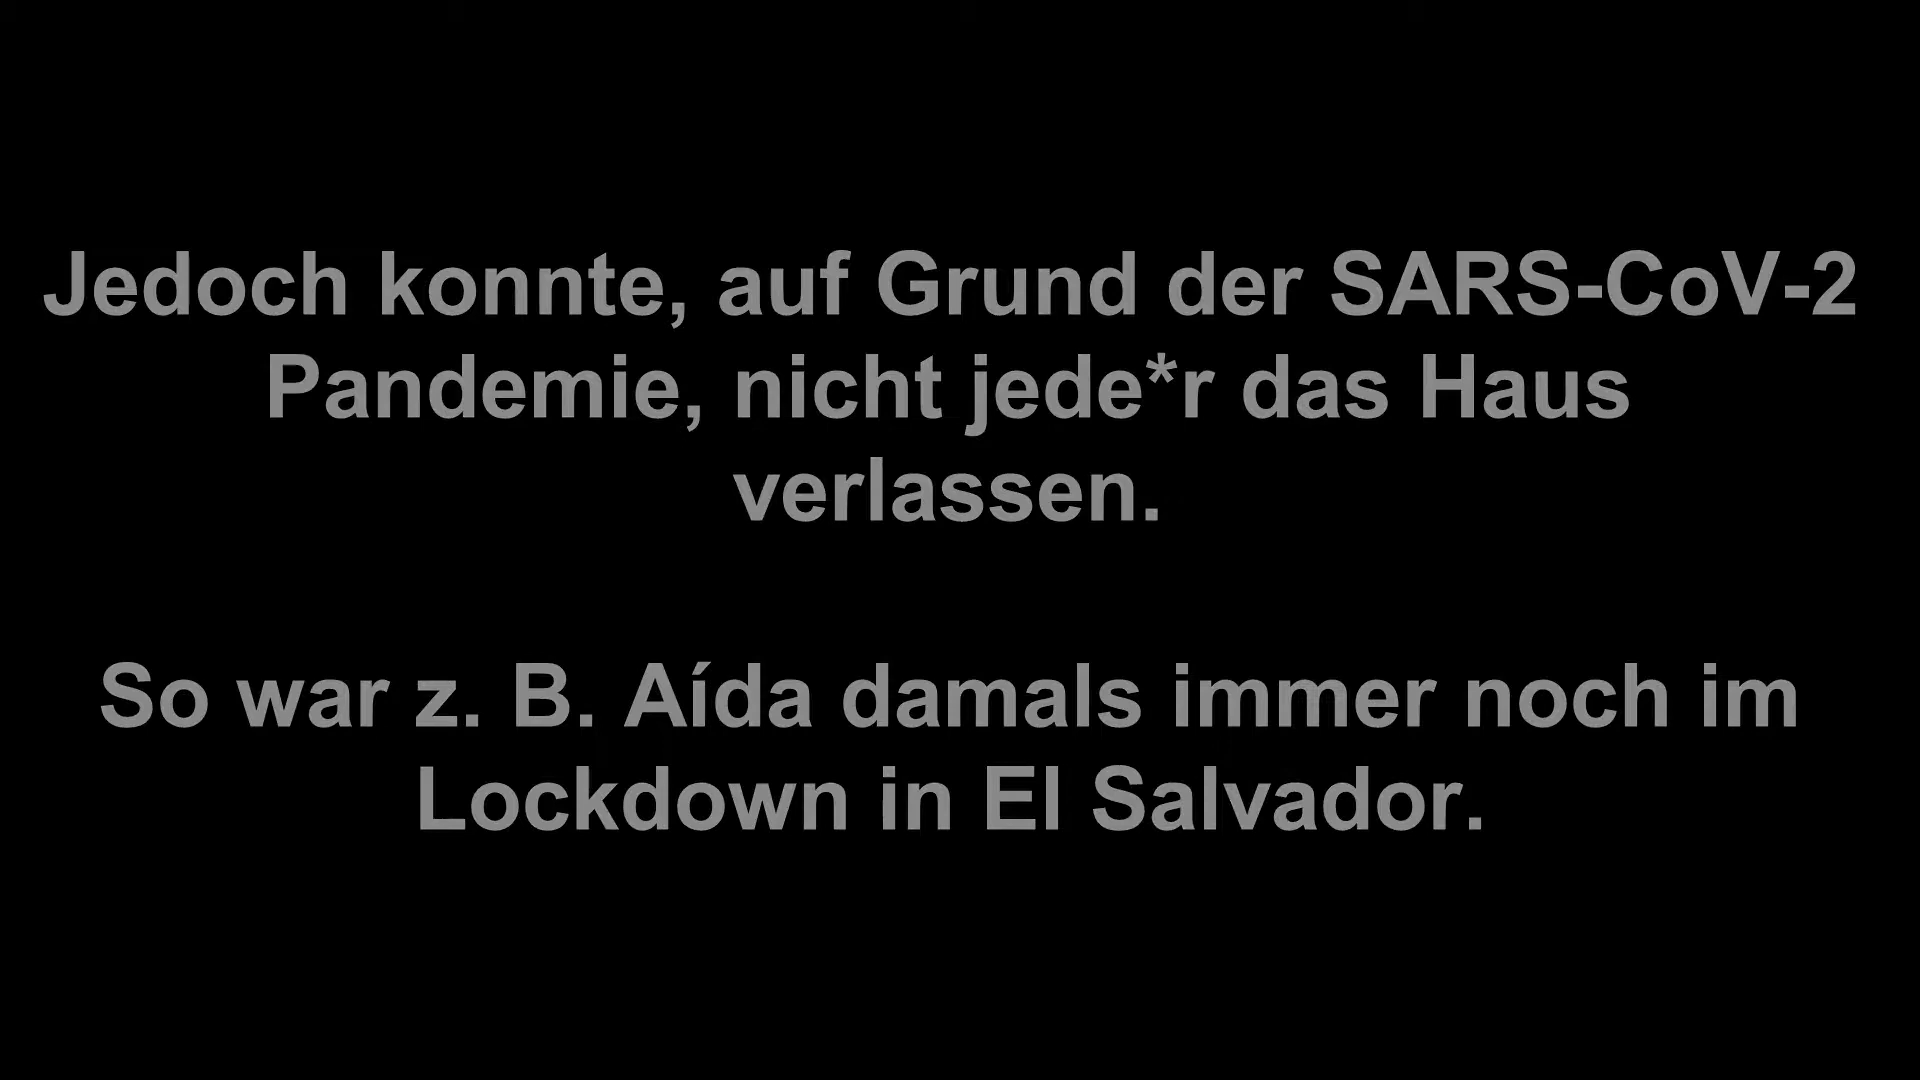 Jedoch konnte, auf Grund der SARS-CoV-2
Pandemie, nicht jede*r das Haus
verlassen.
So war z. B. Aída damals immer noch im
Lockdown in El Salvador.